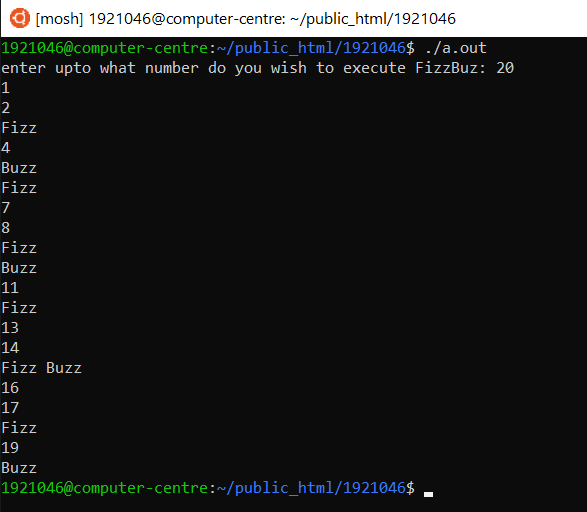 [mosh] 1921046@computer-centre: ~/public_html/1921046
1921046@computer-centre:~/public_html/1921046$ ./a.out
enter upto what number do you wish to execute FizzBuz: 20
1
2
Fizz
4
Buzz
Fizz
7
8
Fizz
Buzz
11
Fizz
13
14
Fizz Buzz
16
17
Fizz
19
Buzz
1921046@computer-centre:~/public_html/1921046$